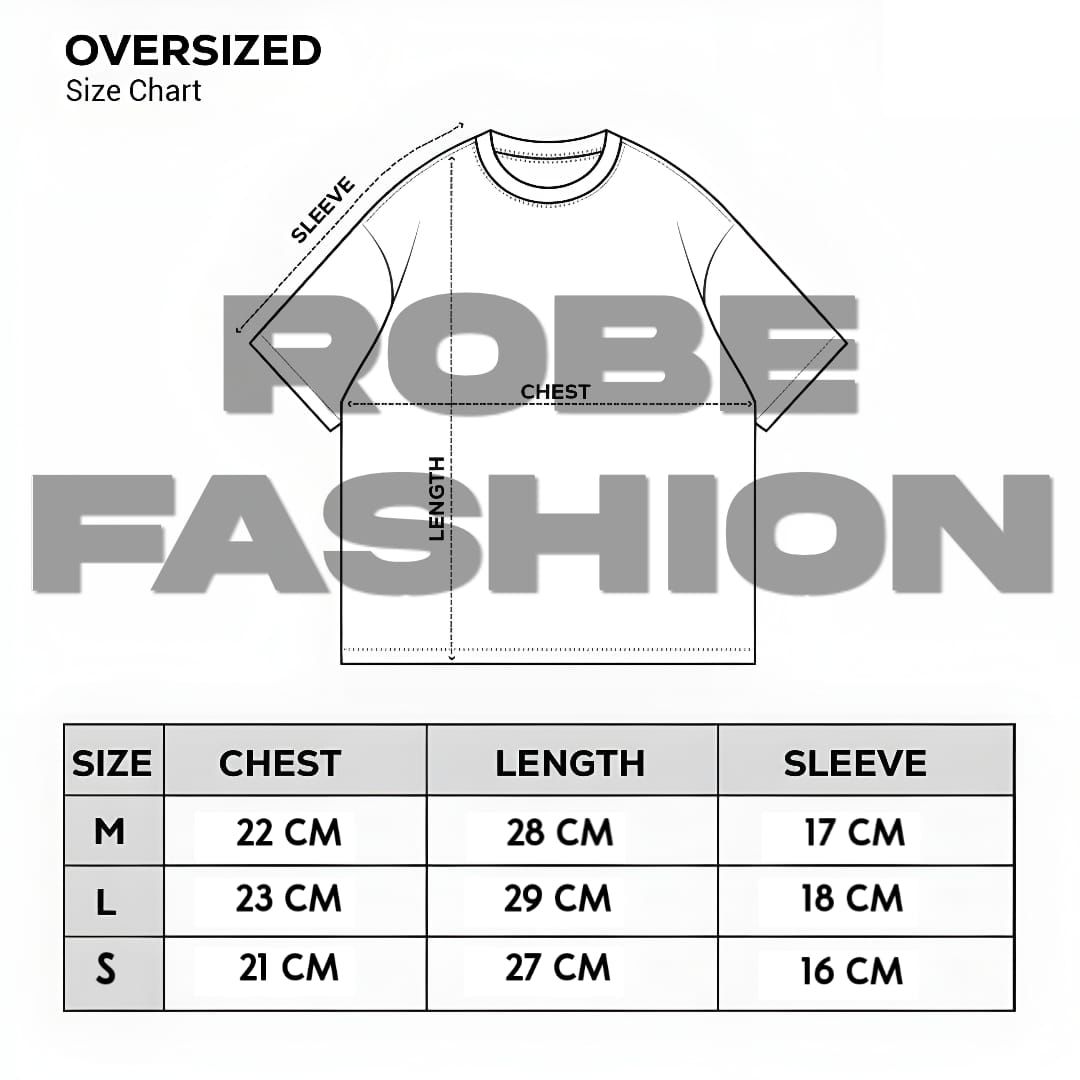 OVERSIZED
Size Chart
SLEEVE
ROBE
CHEST
LENGTH
FASHION
SIZE CHEST LENGTH SLEEVE
M 22 CM 28 CM 17 CM
L 23 CM 29 CM 18 CM
S 21 CM 27 CM 16 CM